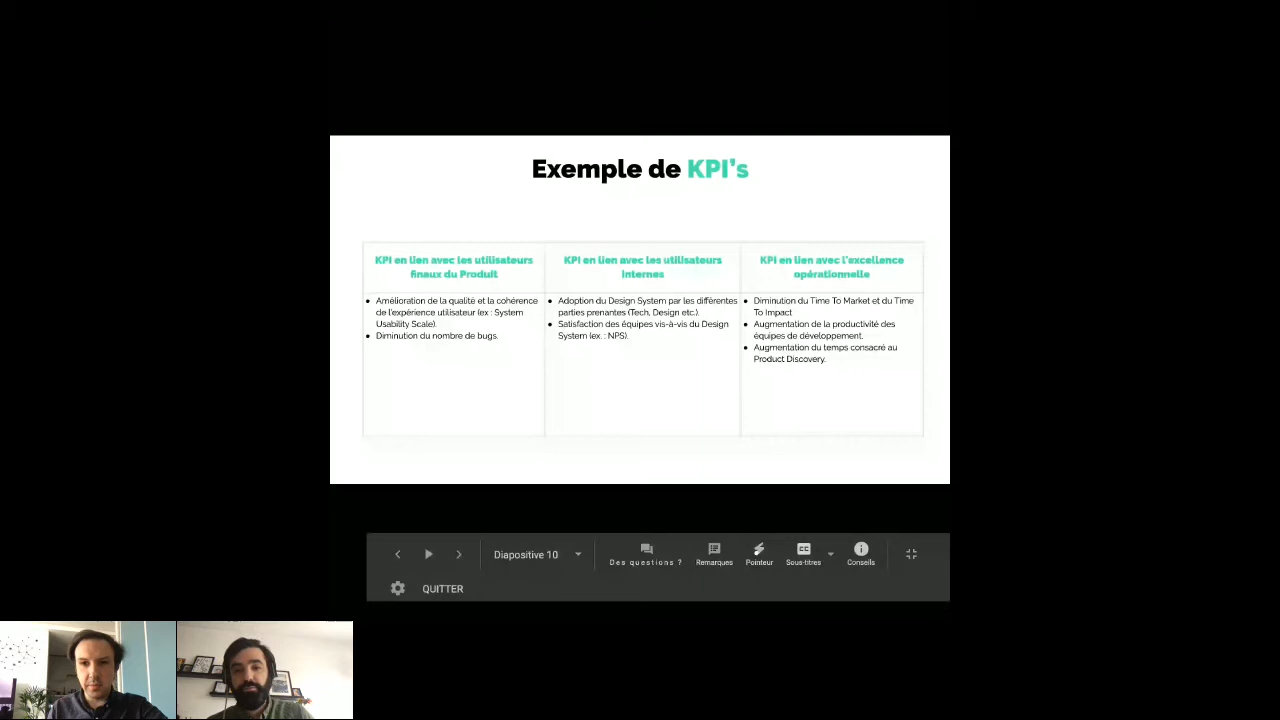 Exemple de KPI's
KPI en lien avec les utilisateurs
finaux du Produit
Amélioration de la qualité et la cohérence
de l'expérience utilisateur (ex : System
Usability Scale).
Diminution du nombre de bugs.
KPI en lien avec les utilisateurs
internes
Adoption du Design System par les différentes
parties prenantes (Tech, Design etc.).
Satisfaction des équipes vis-à-vis du Design
System (ex. : NPS).
KPI en lien avec l'excellence
opérationnelle
Diminution du Time To Market et du Time
To Impact
Augmentation de la productivité des
équipes de développement.
Augmentation du temps consacré au
Product Discovery.
Diapositive 10
Des questions ?
Remarques
Pointeur
CC
Sous-titres
Conseils
QUITTER